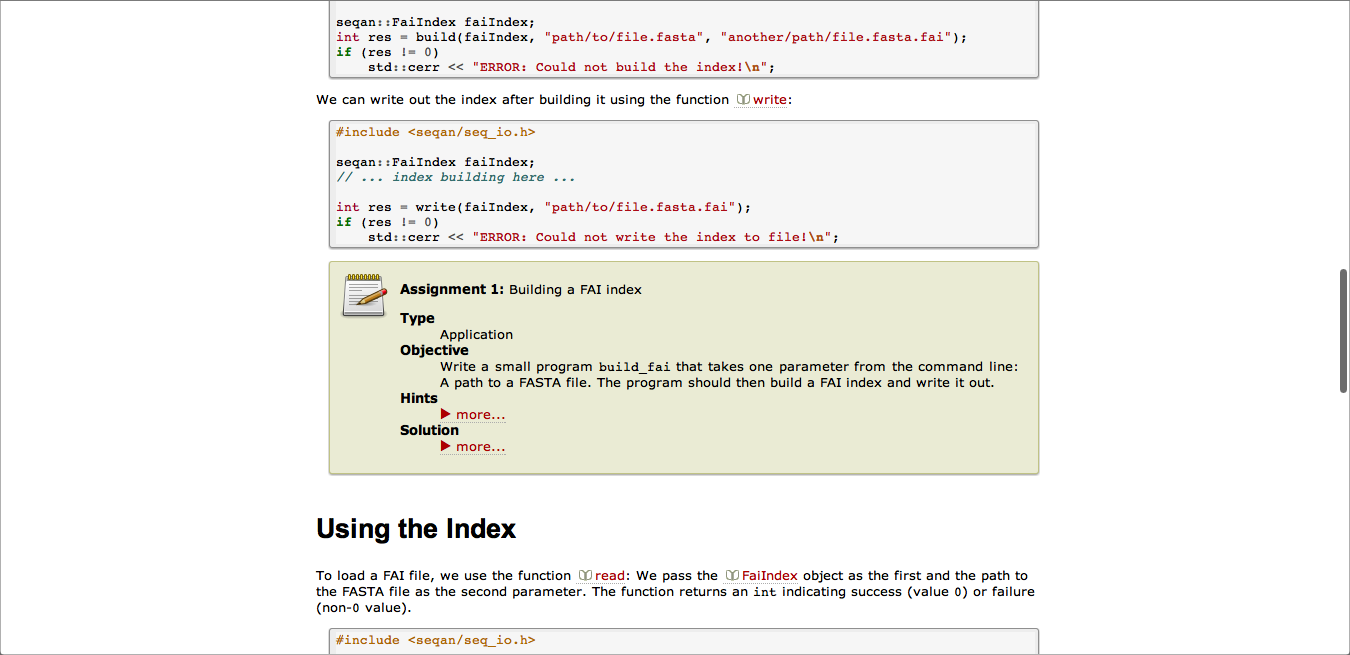 seqan::FaiIndex faiIndex;
int res = build(faiIndex, "path/to/file.fasta", "another/path/file.fasta.fai");
if (res != 0)
    std::cerr << "ERROR: Could not build the index!\n";
We can write out the index after building it using the function write:
#include <seqan/seq_io.h>
seqan::FaiIndex faiIndex;
// ... index building here ...
int res = write(faiIndex, "path/to/file.fasta.fai");
if (res != 0)
    std::cerr << "ERROR: Could not write the index to file!\n";
Assignment 1: Building a FAI index
Type
Application
Objective
Write a small program build_fai that takes one parameter from the command line:
A path to a FASTA file. The program should then build a FAI index and write it out.
Hints
more...
Solution
more...
Using the Index
To load a FAI file, we use the function read: We pass the FaiIndex object as the first and the path to
the FASTA file as the second parameter. The function returns an int indicating success (value 0) or failure
(non-0 value).
#include <seqan/seq_io.h>